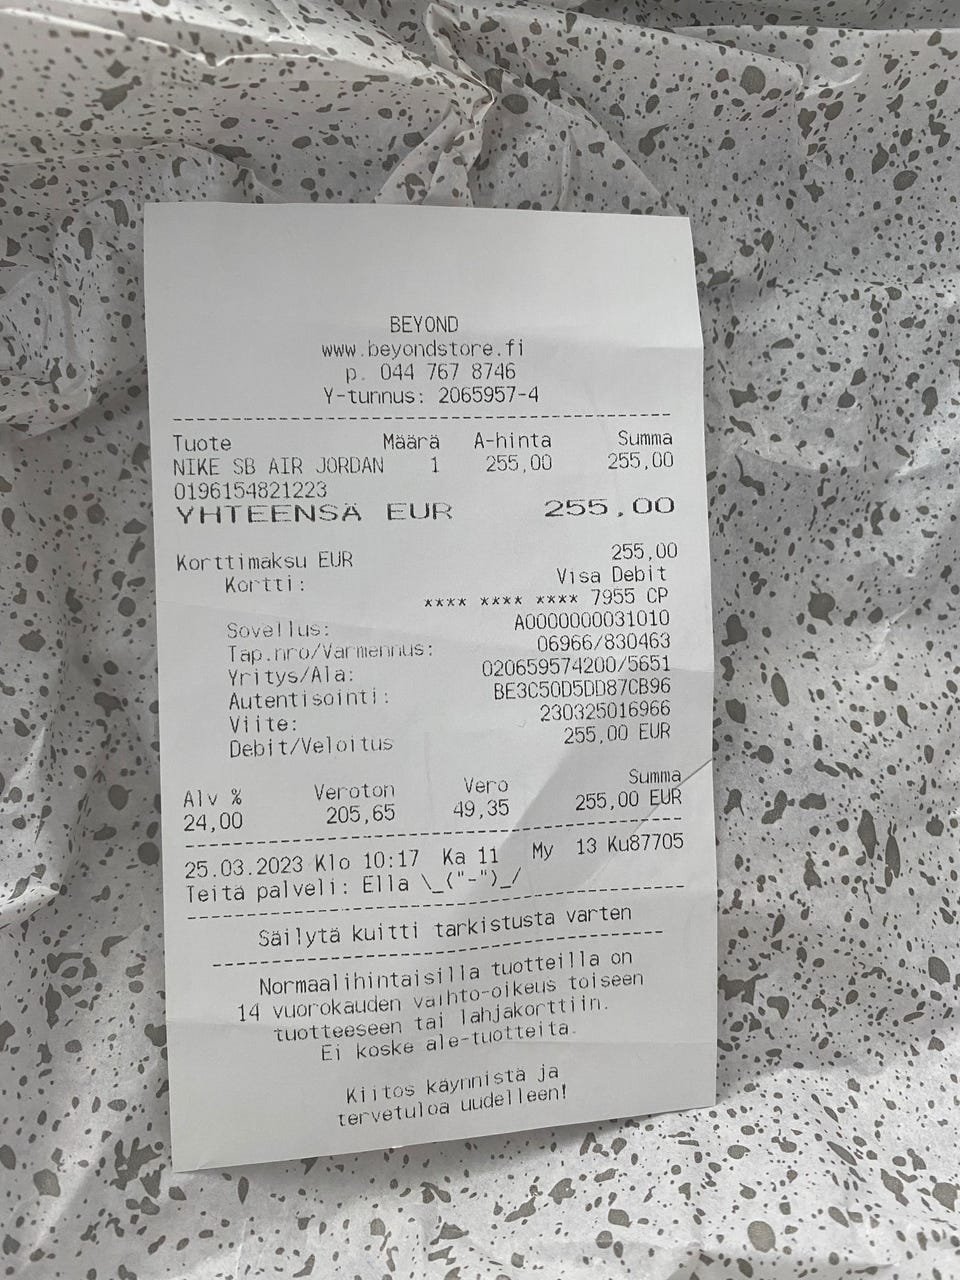 BEYOND
www.beyondstore.fi
p. 044 767 8746
Y-tunnus: 2065957-4
Tuote Määrä A-hinta Summa
NIKE SB AIR JORDAN 1 255,00 255,00
0196154821223
YHTEENSÄ EUR 255,00
Korttimaksu EUR 255,00
Kortti: Visa Debit
**** **** **** 7955 CP
Sovellus: A0000000031010
Tap.nro/Varmennus: 06966/830463
Yritys/Ala: 020659574200/5651
Autentisointi: BE3C50D5DD87CB96
Viite: 230325016966
Debit/Veloitus 255,00 EUR
Alv % Veroton Vero Summa
24,00 205,65 49,35 255,00 EUR
25.03.2023 Klo 10:17 Ka 11 My 13 Ku87705
Teitä palveli: Ella \_("-")_/
Säilytä kuitti tarkistusta varten
Normaalihintaisilla tuotteilla on
14 vuorokauden vaihto-oikeus toiseen
tuotteeseen tai lahjakorttiin.
Ei koske ale-tuotteita.
Kiitos käynnistä ja
tervetuloa uudelleen!